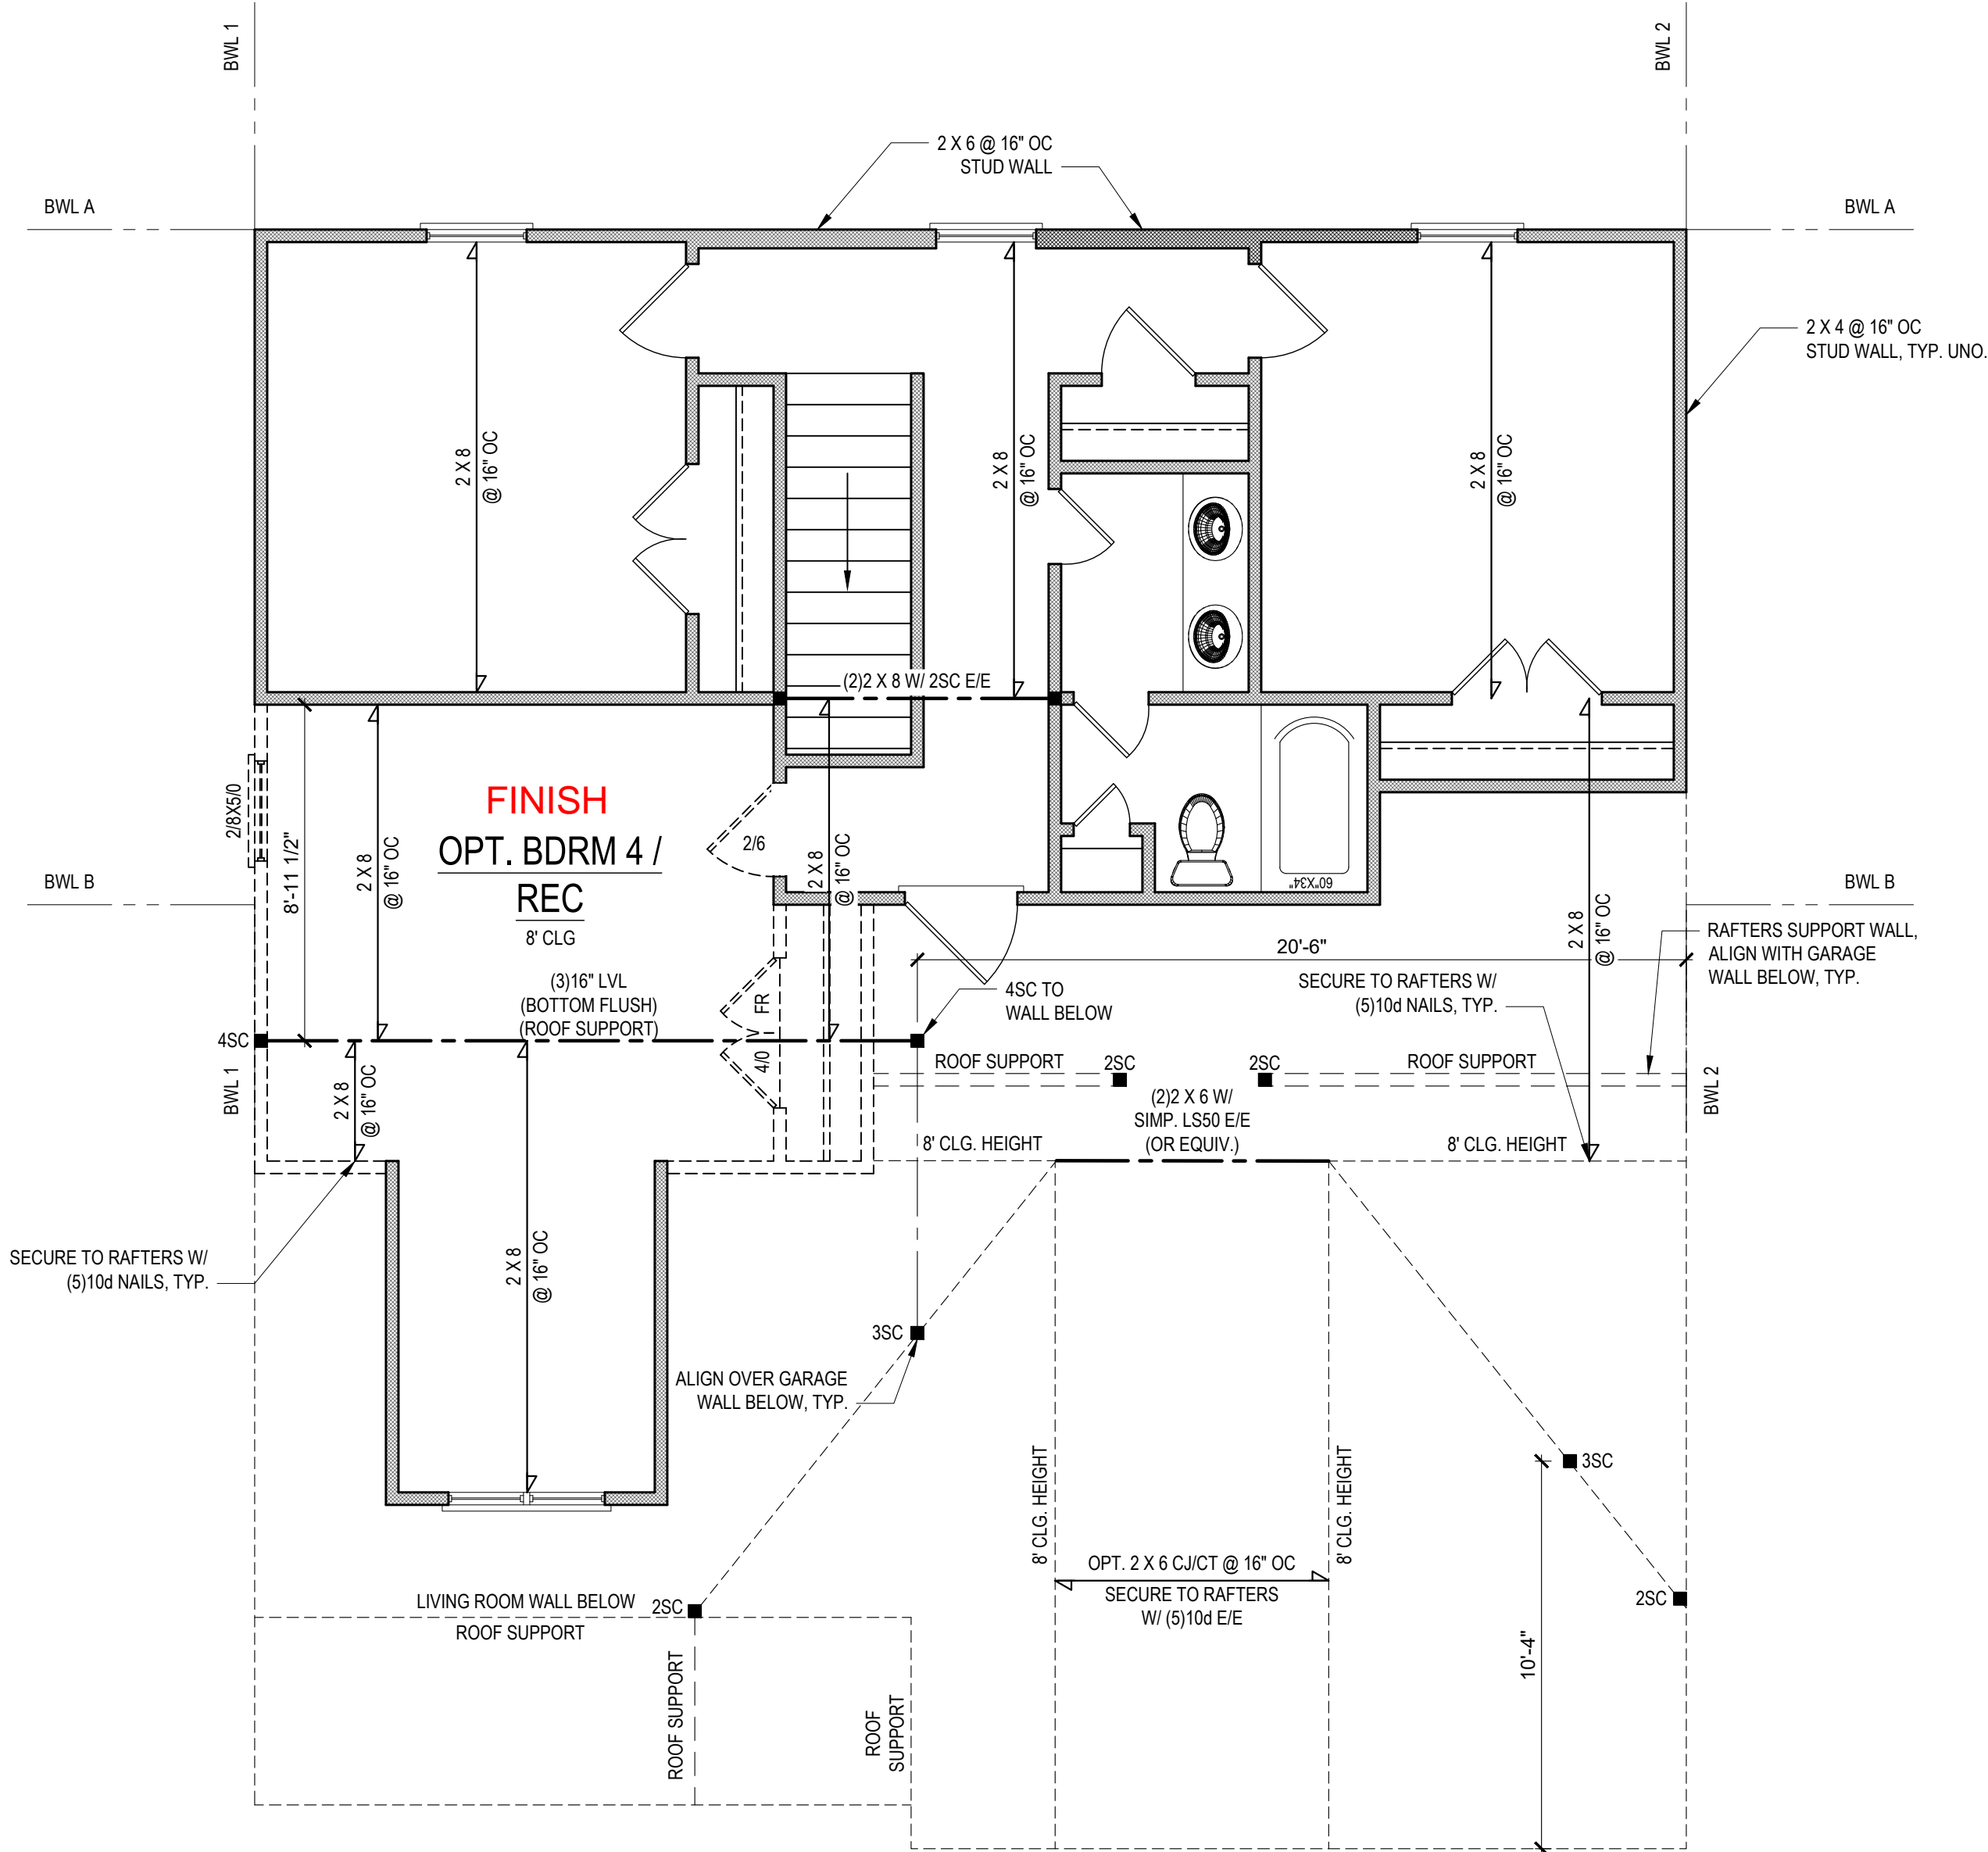 BWL 1
BWL 2
2 X 6 @ 16" OC
STUD WALL
BWL A
BWL A
2 X 4 @ 16" OC
STUD WALL, TYP. UNO.
2 X 8
@ 16" OC
2 X 8
@ 16" OC
2 X 8
@ 16" OC
(2)2 X 8 W/ 2SC E/E
2/8X5/0
8'-11 1/2"
2 X 8
@ 16" OC
FINISH
OPT. BDRM 4 /
REC
8' CLG
2/6
2 X 8
@ 16" OC
60"X34"
BWL B
BWL B
2 X 8
@ 16" OC
RAFTERS SUPPORT WALL,
ALIGN WITH GARAGE
WALL BELOW, TYP.
20'-6"
(3)16" LVL
(BOTTOM FLUSH)
(ROOF SUPPORT)
FR
4/0
4SC TO
WALL BELOW
SECURE TO RAFTERS W/
(5)10d NAILS, TYP.
4SC
BWL 1
2 X 8
@ 16" OC
ROOF SUPPORT
2SC
2SC
ROOF SUPPORT
BWL 2
(2)2 X 6 W/
SIMP. LS50 E/E
(OR EQUIV.)
8' CLG. HEIGHT
8' CLG. HEIGHT
SECURE TO RAFTERS W/
(5)10d NAILS, TYP.
2 X 8
@ 16" OC
3SC
ALIGN OVER GARAGE
WALL BELOW, TYP.
8' CLG. HEIGHT
8' CLG. HEIGHT
3SC
OPT. 2 X 6 CJ/CT @ 16" OC
SECURE TO RAFTERS
W/ (5)10d E/E
LIVING ROOM WALL BELOW
2SC
ROOF SUPPORT
2SC
ROOF SUPPORT
ROOF
SUPPORT
10'-4"